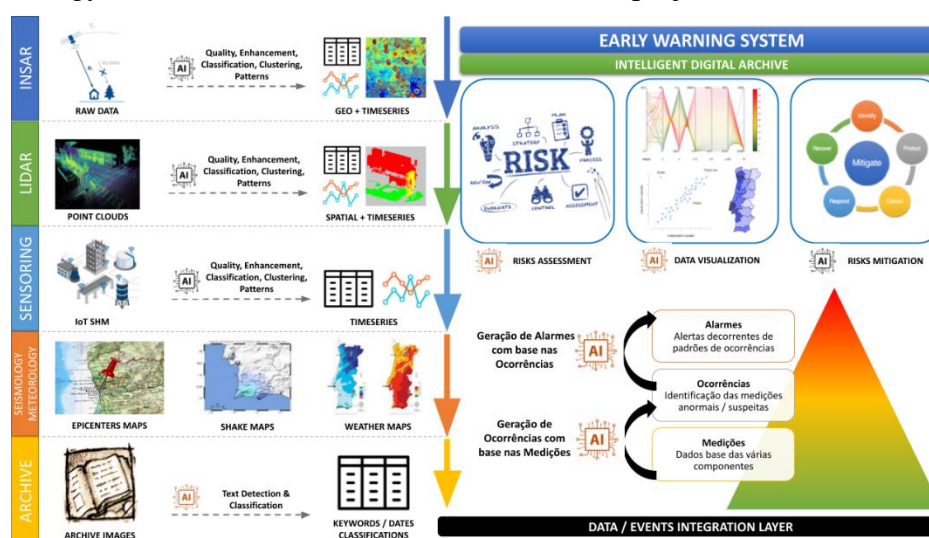 INSAR
RAW DATA
AI
Quality, Enhancement,
Classification, Clustering,
Patterns
GEO + TIMESERIES
LIDAR
POINT CLOUDS
AI
Quality, Enhancement,
Classification, Clustering,
Patterns
SPATIAL + TIMESERIES
SENSORING
IoT SHM
AI
Quality, Enhancement,
Classification, Clustering,
Patterns
TIMESERIES
SEISMOLOGY
METEOROLOGY
EPICENTERS MAPS
SHAKE MAPS
WEATHER MAPS
ARCHIVE
ARCHIVE IMAGES
AI
Text Detection &
Classification
KEYWORDS / DATES
CLASSIFICATIONS
EARLY WARNING SYSTEM
INTELLIGENT DIGITAL ARCHIVE
ANALYSIS
STRATEGY
PLAN
RISK
PROCESS
REVIEW
EVALUATE
CONTROL
ASSESSMENT
AI
RISKS ASSESSMENT
AI
DATA VISUALIZATION
Identify
Protect
Detect
Respond
Recover
Mitigate
AI
RISKS MITIGATION
Geração de Alarmes
com base nas
Ocorrências
AI
Alarmes
Alertas decorrentes de
padrões de ocorrências
Ocorrências
Identificação das medições
anormais / suspeitas
Geração de
Ocorrências com
base nas Medições
AI
Medições
Dados base das várias
componentes
DATA / EVENTS INTEGRATION LAYER